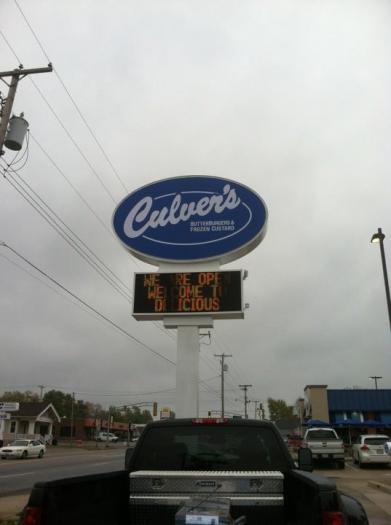 Culver's
BUTTERBURGERS &
FROZEN CUSTARD
WE ARE OPEN
WELCOME TO
DELICIOUS